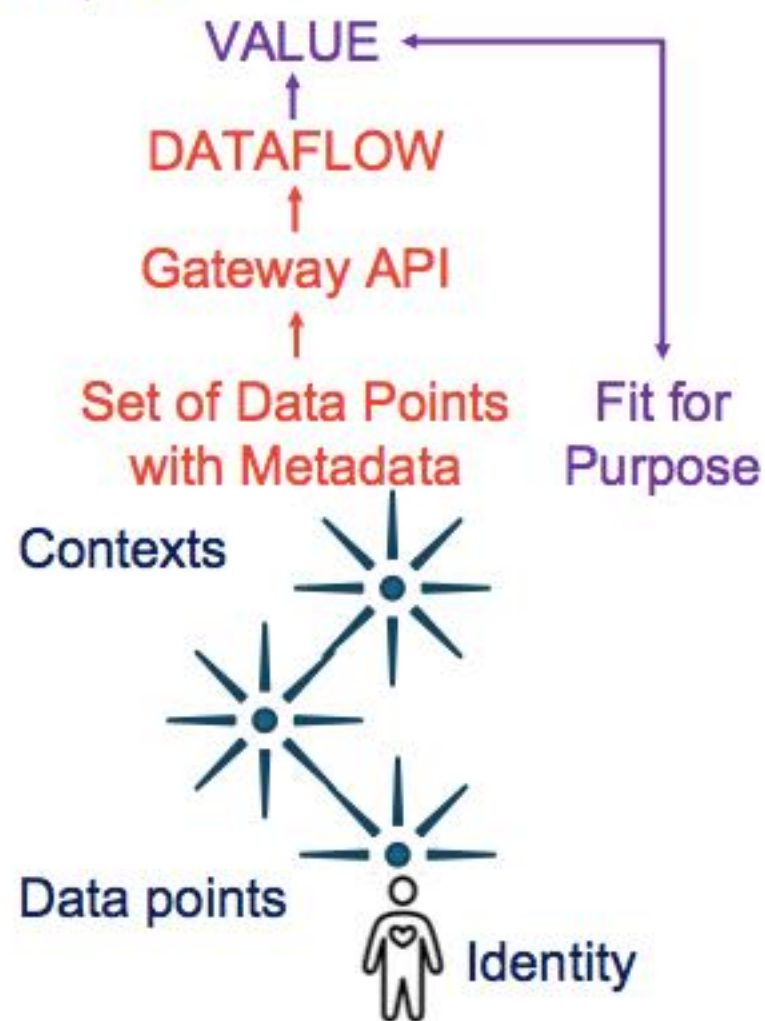 VALUE
DATAFLOW
Gateway API
Set of Data Points
with Metadata
Fit for
Purpose
Contexts
Data points
Identity